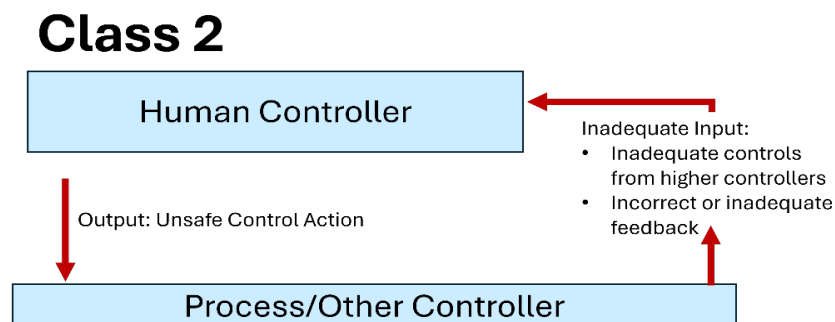 Class 2
Human Controller
Inadequate Input:
• Inadequate controls
from higher controllers
• Incorrect or inadequate
feedback
Output: Unsafe Control Action
Process/Other Controller